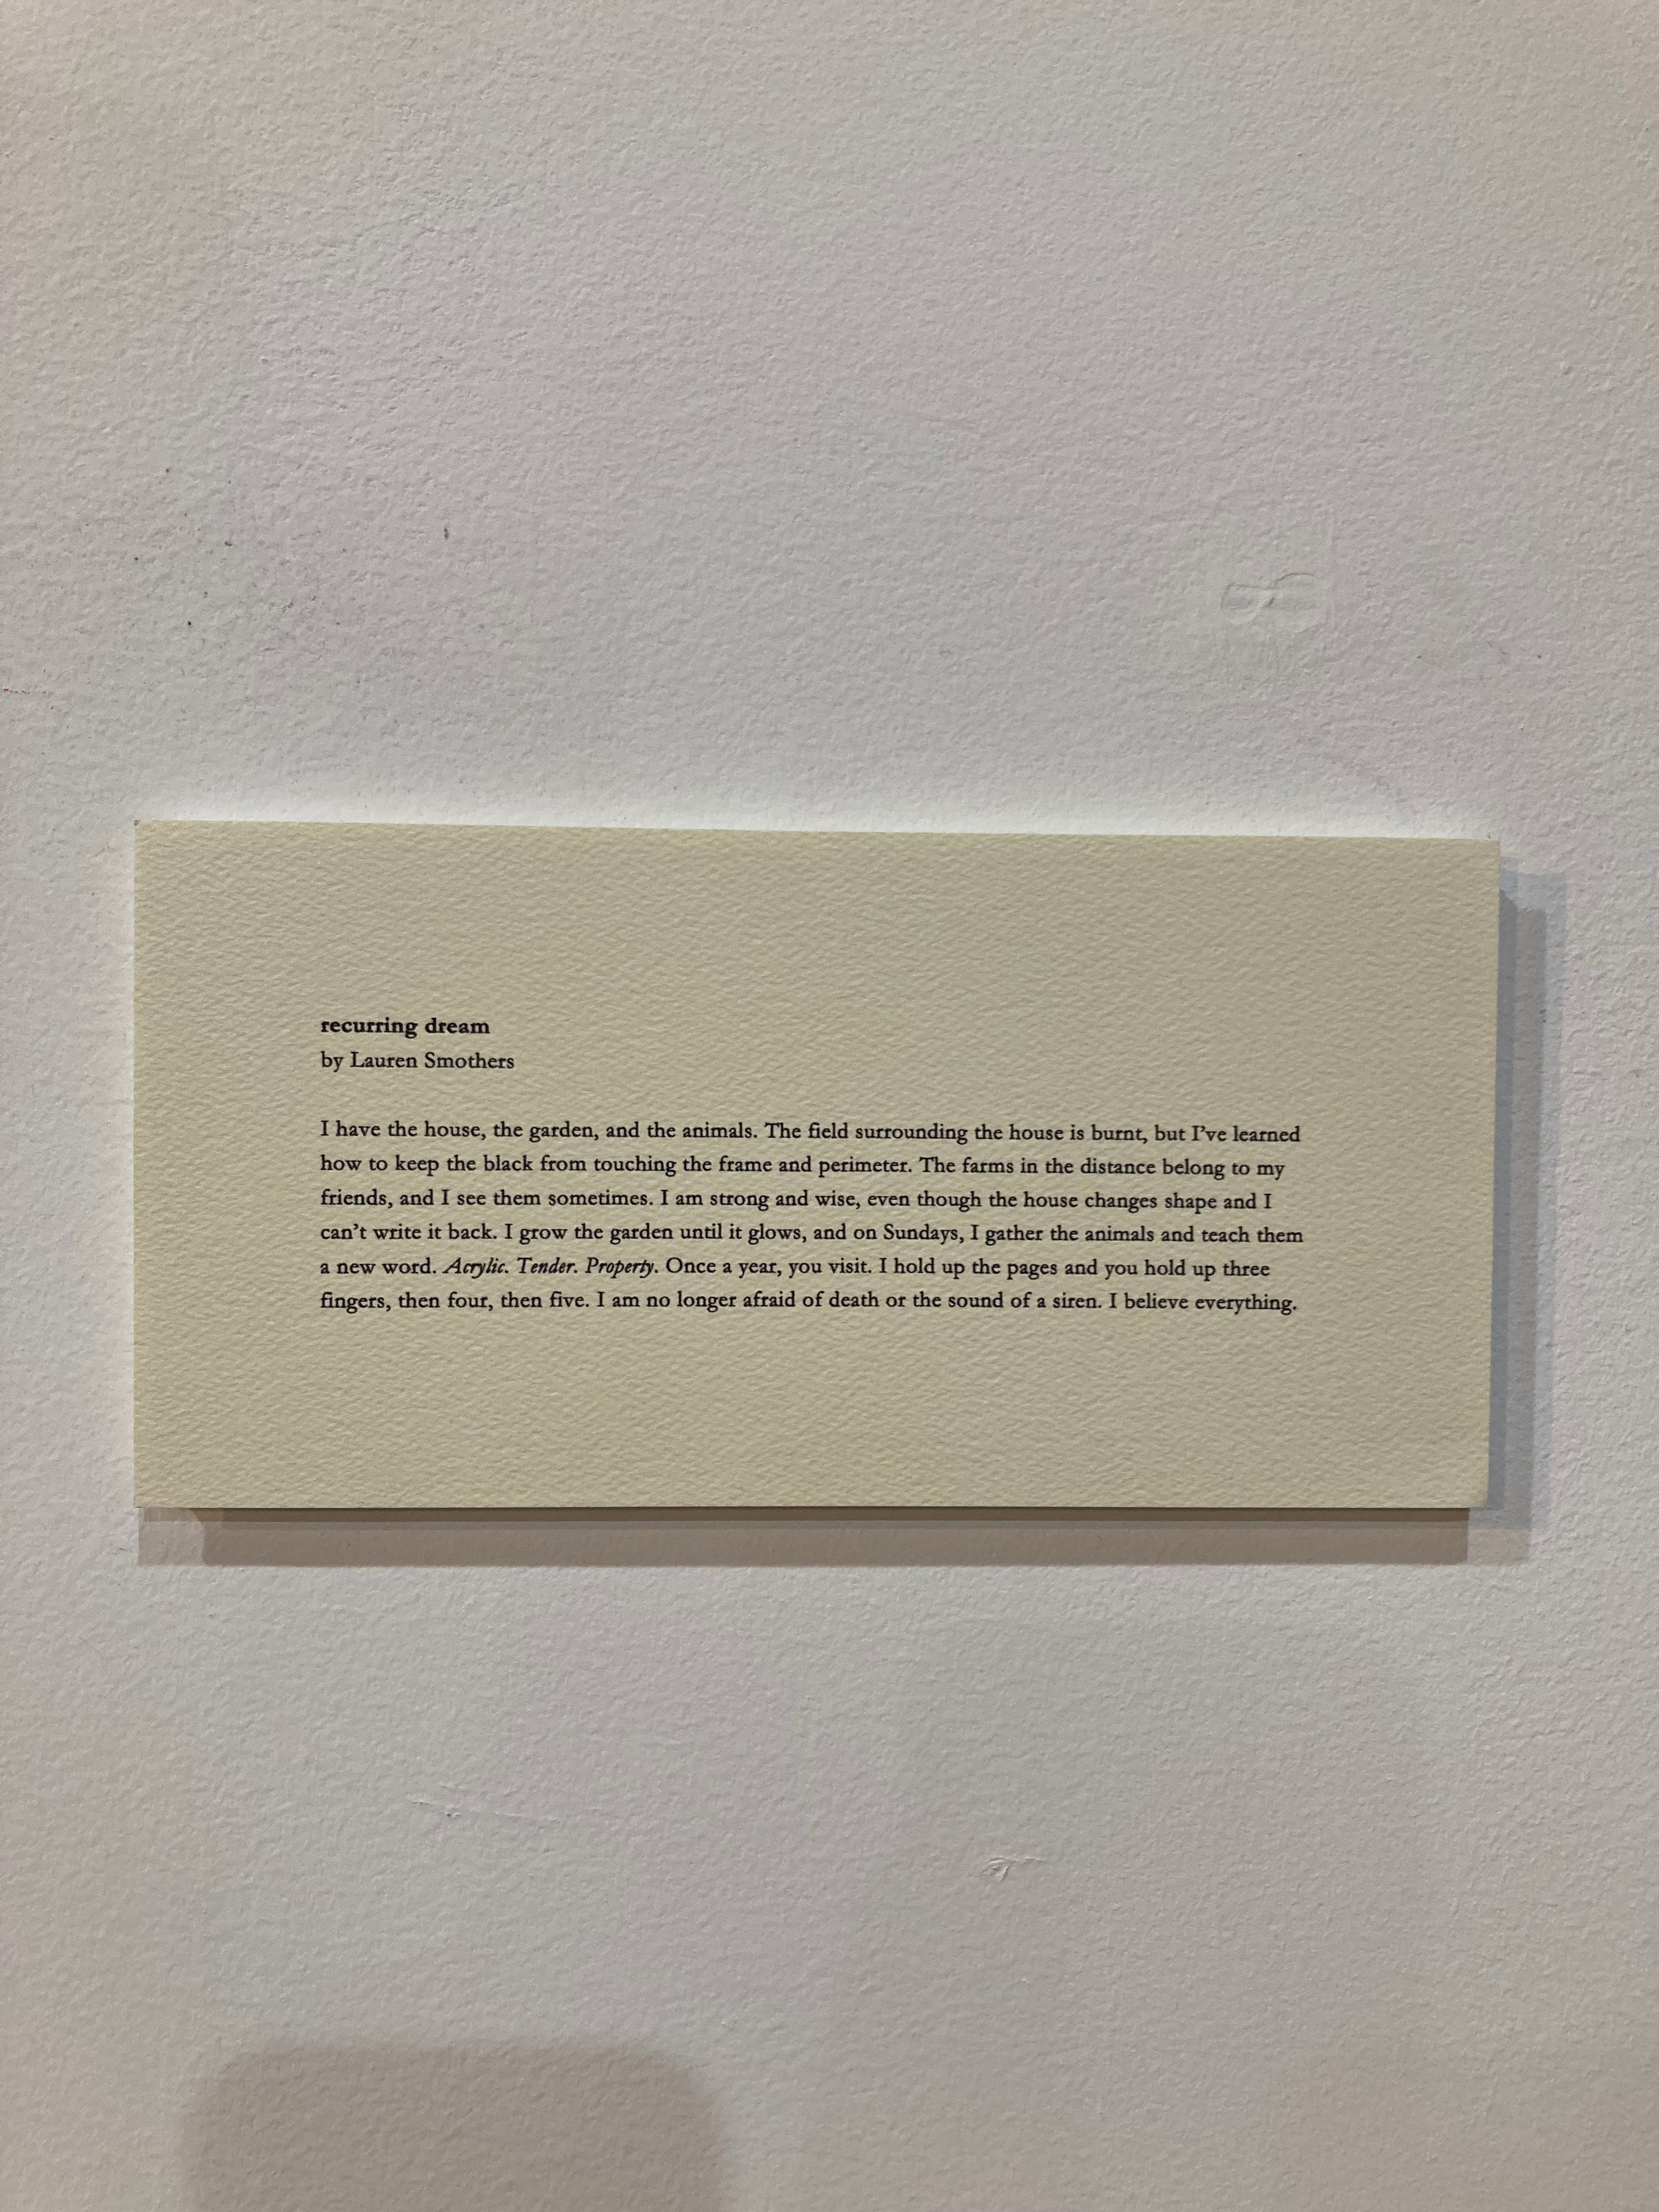 recurring dream
by Lauren Smothers
I have the house, the garden, and the animals. The field surrounding the house is burnt, but I’ve learned
how to keep the black from touching the frame and perimeter. The farms in the distance belong to my
friends, and I see them sometimes. I am strong and wise, even though the house changes shape and I
can’t write it back. I grow the garden until it glows, and on Sundays, I gather the animals and teach them
a new word. Acrylic. Tender. Property. Once a year, you visit. I hold up the pages and you hold up three
fingers, then four, then five. I am no longer afraid of death or the sound of a siren. I believe everything.